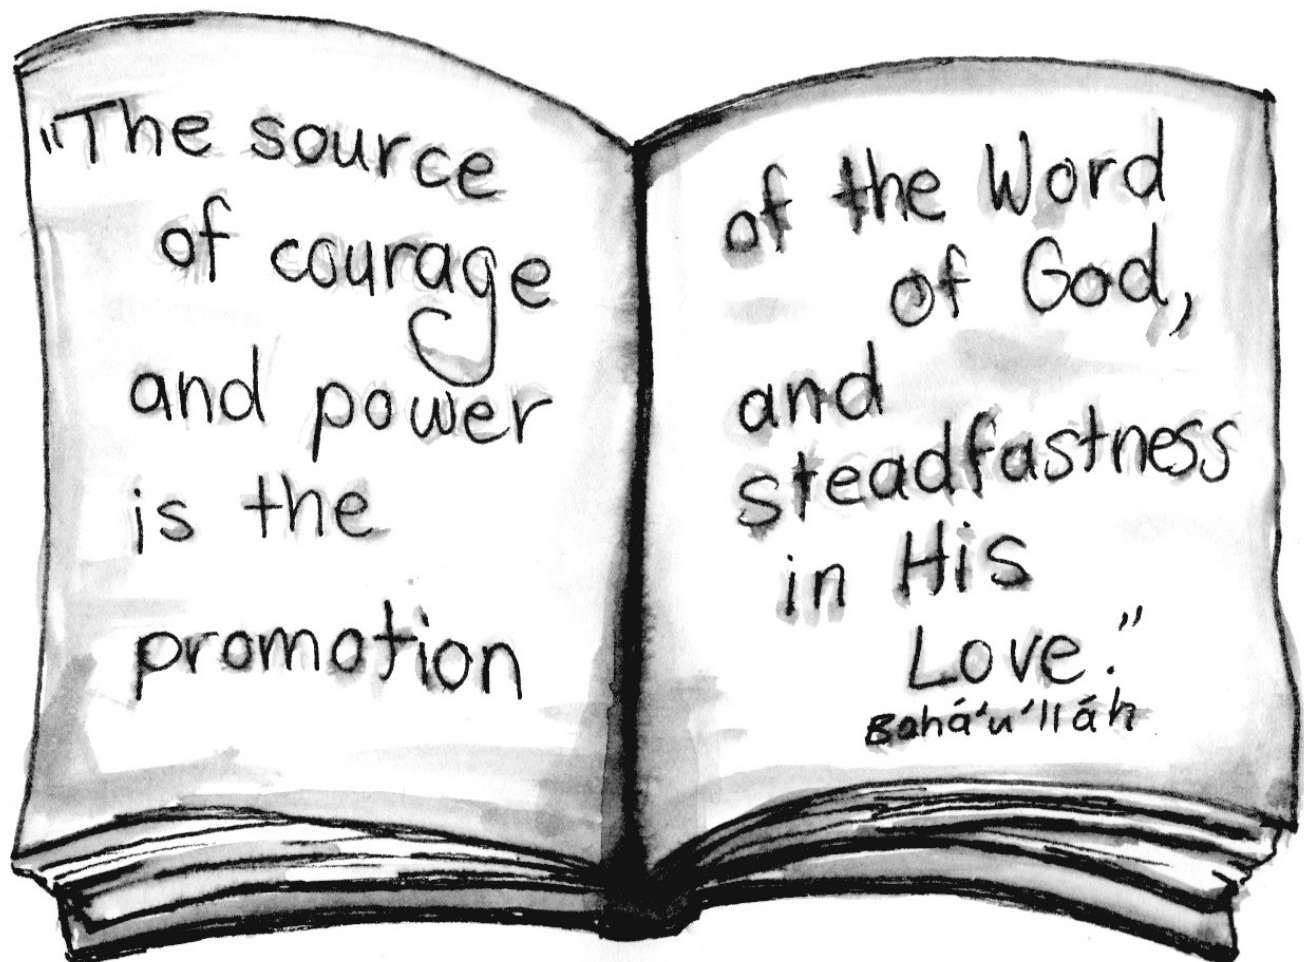 "The source
of courage
and power
is the
promotion
of the Word
of God,
and
steadfastness
in His
Love."
Bahá'u'lláh